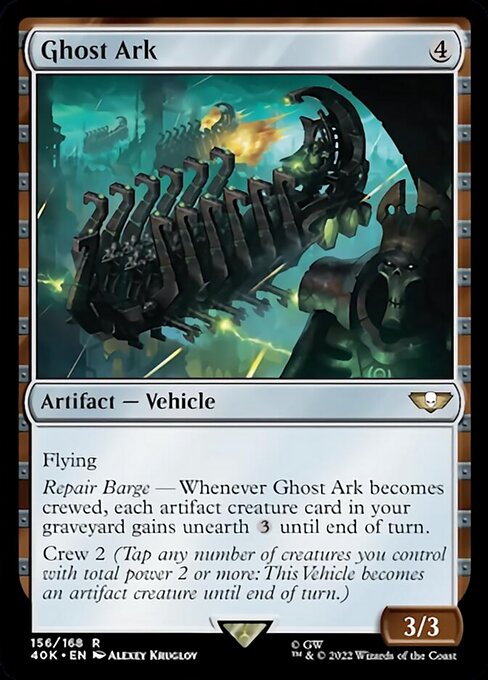 Ghost Ark 4
Artifact — Vehicle
Flying
Repair Barge — Whenever Ghost Ark becomes
crewed, each artifact creature card in your
graveyard gains unearth 3 until end of turn.
Crew 2 (Tap any number of creatures you control
with total power 2 or more: This Vehicle becomes
an artifact creature until end of turn.)
3/3
156/168 R
40K • EN Alexey Kruglov
© GW
™ & © 2022 Wizards of the Coast